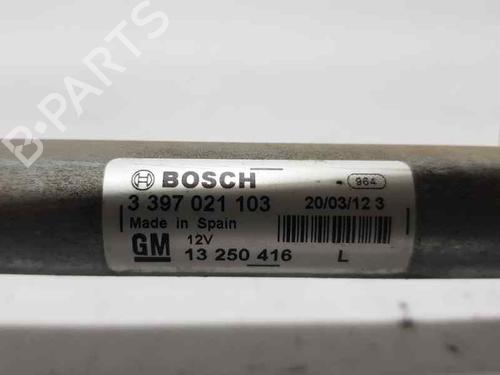 B-PARTS
BOSCH 964
3 397 021 103 20/03/12 3
Made in Spain
GM 12V
13 250 416 L